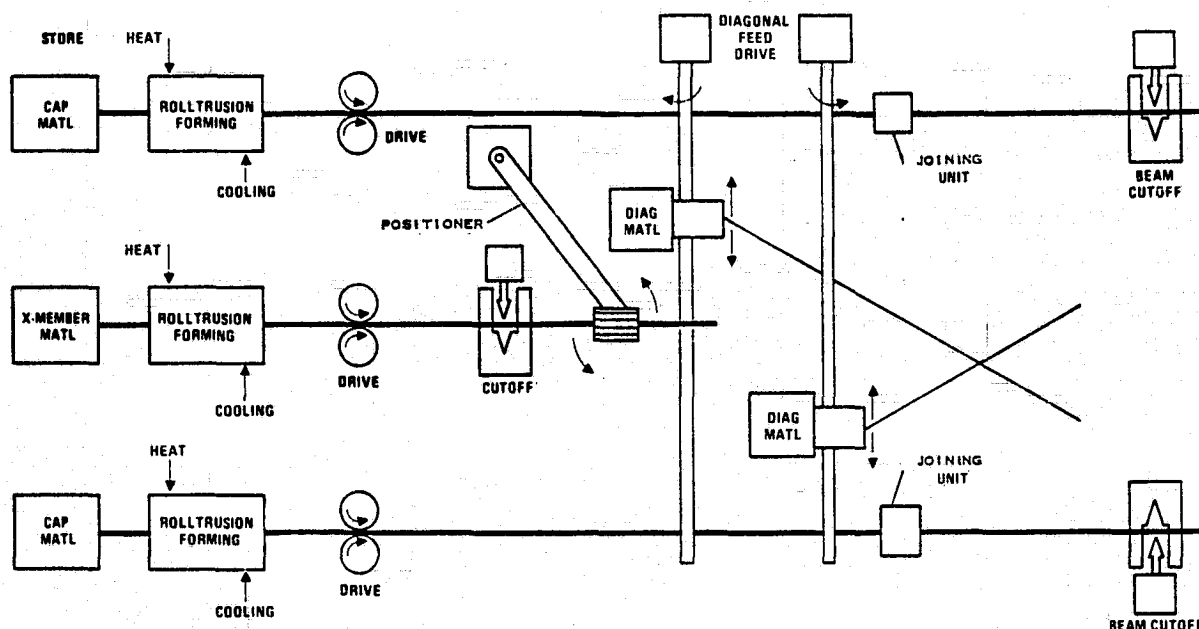 STORE
HEAT
CAP
MATL
ROLLTRUSION
FORMING
COOLING
DRIVE
DIAGONAL
FEED
DRIVE
JOINING
UNIT
BEAM
CUTOFF
POSITIONER
DIAG
MATL
HEAT
X-MEMBER
MATL
ROLLTRUSION
FORMING
COOLING
DRIVE
CUTOFF
DIAG
MATL
HEAT
CAP
MATL
ROLLTRUSION
FORMING
COOLING
DRIVE
JOINING
UNIT
BEAM CUTOFF